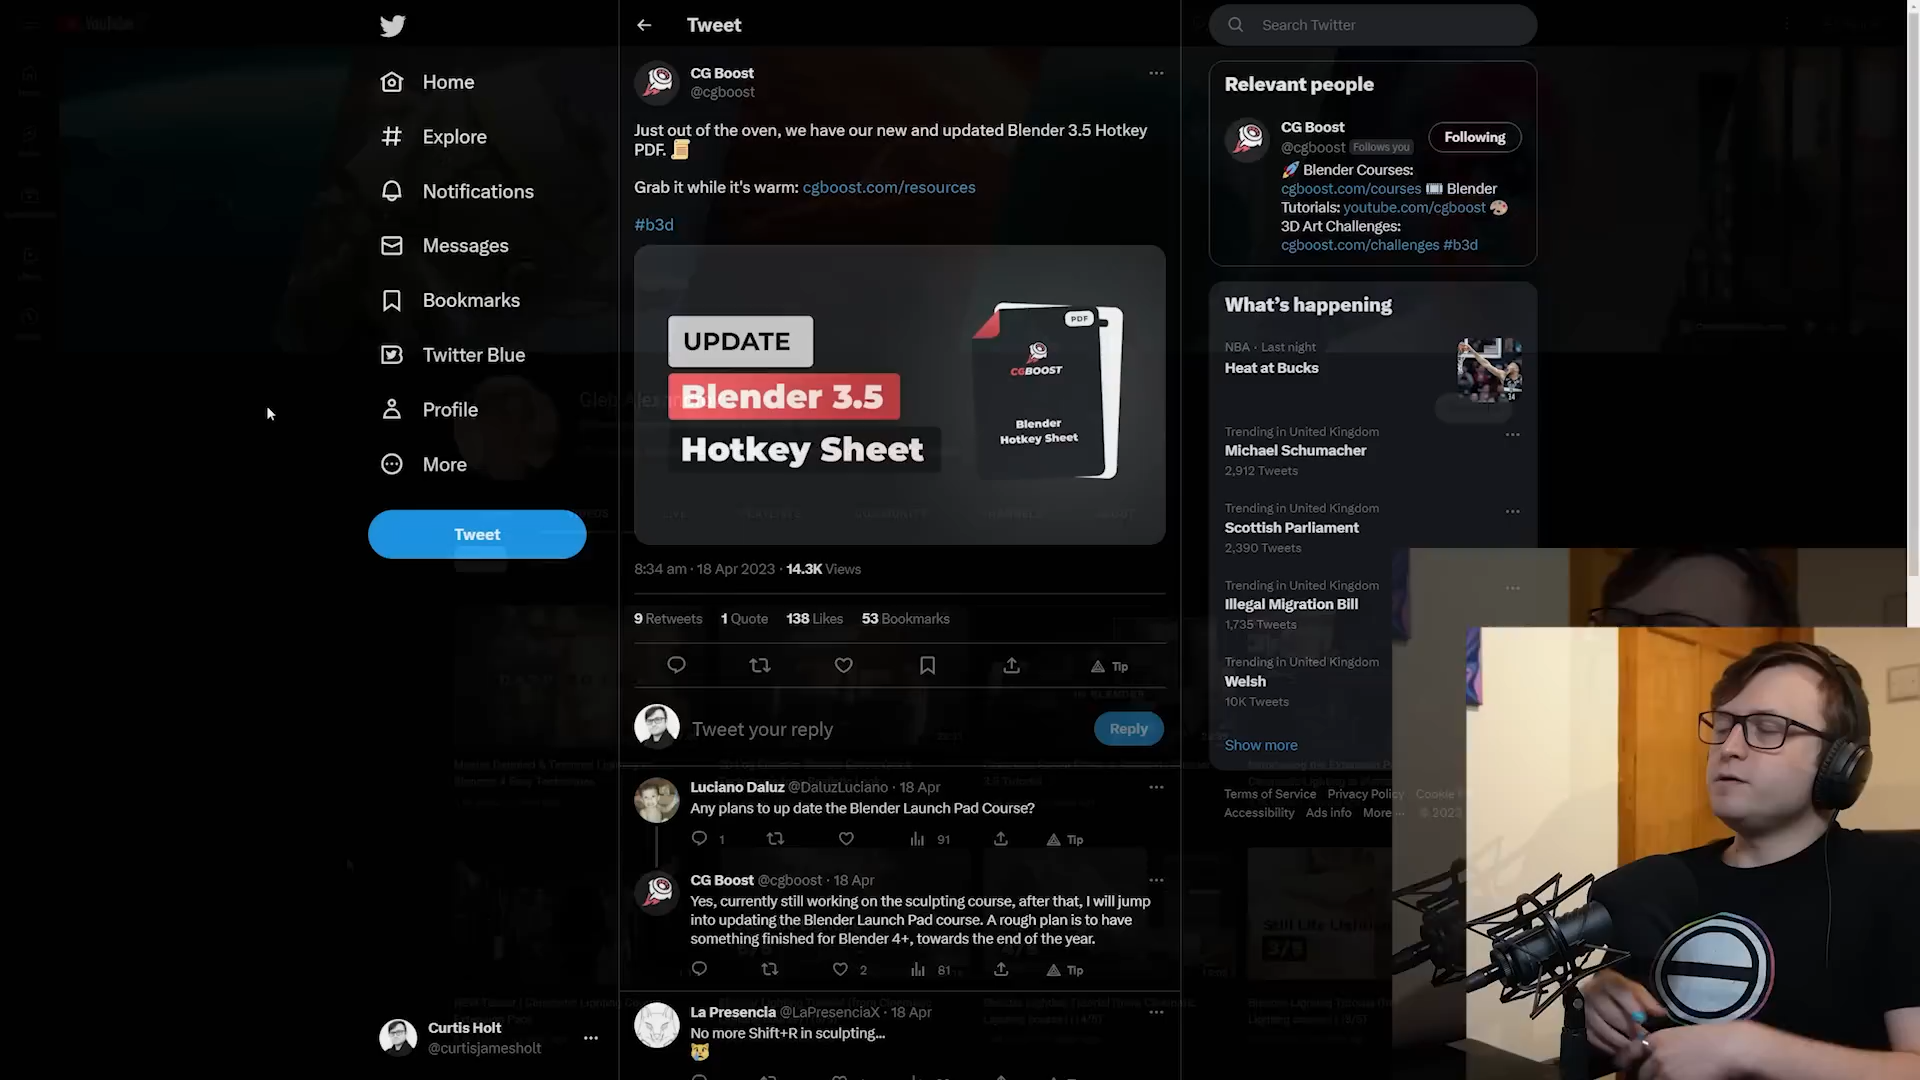 Home
Explore
Notifications
Messages
Bookmarks
Twitter Blue
Profile
More
Tweet
Curtis Holt
@curtisjamesholt
Tweet
CG Boost
@cgboost
Just out of the oven, we have our new and updated Blender 3.5 Hotkey
PDF.
Grab it while it's warm: cgboost.com/resources
#b3d
UPDATE
Blender 3.5
Hotkey Sheet
PDF
CGBOOST
Blender
Hotkey Sheet
8:34 am · 18 Apr 2023 · 14.3K Views
9 Retweets 1 Quote 138 Likes 53 Bookmarks
Tip
Tweet your reply
Reply
Luciano Daluz @DaluzLuciano · 18 Apr
Any plans to up date the Blender Launch Pad Course?
1 91 Tip
CG Boost @cgboost · 18 Apr
Yes, currently still working on the sculpting course, after that, I will jump
into updating the Blender Launch Pad course. A rough plan is to have
something finished for Blender 4+, towards the end of the year.
2 81 Tip
La Presencia @LaPresenciaX · 18 Apr
No more Shift+R in sculpting...
Search Twitter
Relevant people
CG Boost
@cgboost Follows you
Following
Blender Courses:
cgboost.com/courses Blender
Tutorials: youtube.com/cgboost
3D Art Challenges:
cgboost.com/challenges #b3d
What's happening
NBA · Last night
Heat at Bucks
Trending in United Kingdom
Michael Schumacher
2,912 Tweets
Trending in United Kingdom
Scottish Parliament
2,390 Tweets
Trending in United Kingdom
Illegal Migration Bill
1,735 Tweets
Trending in United Kingdom
Welsh
10K Tweets
Show more
Terms of Service Privacy Policy Cookie
Accessibility Ads info More ··· © 2023